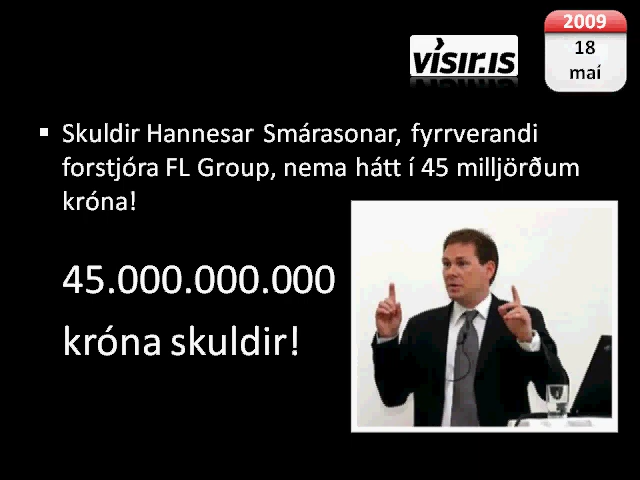 vísir.is
2009
18
maí
Skuldir Hannesar Smárasonar, fyrrverandi
forstjóra FL Group, nema hátt í 45 milljörðum
króna!
45.000.000.000
króna skuldir!